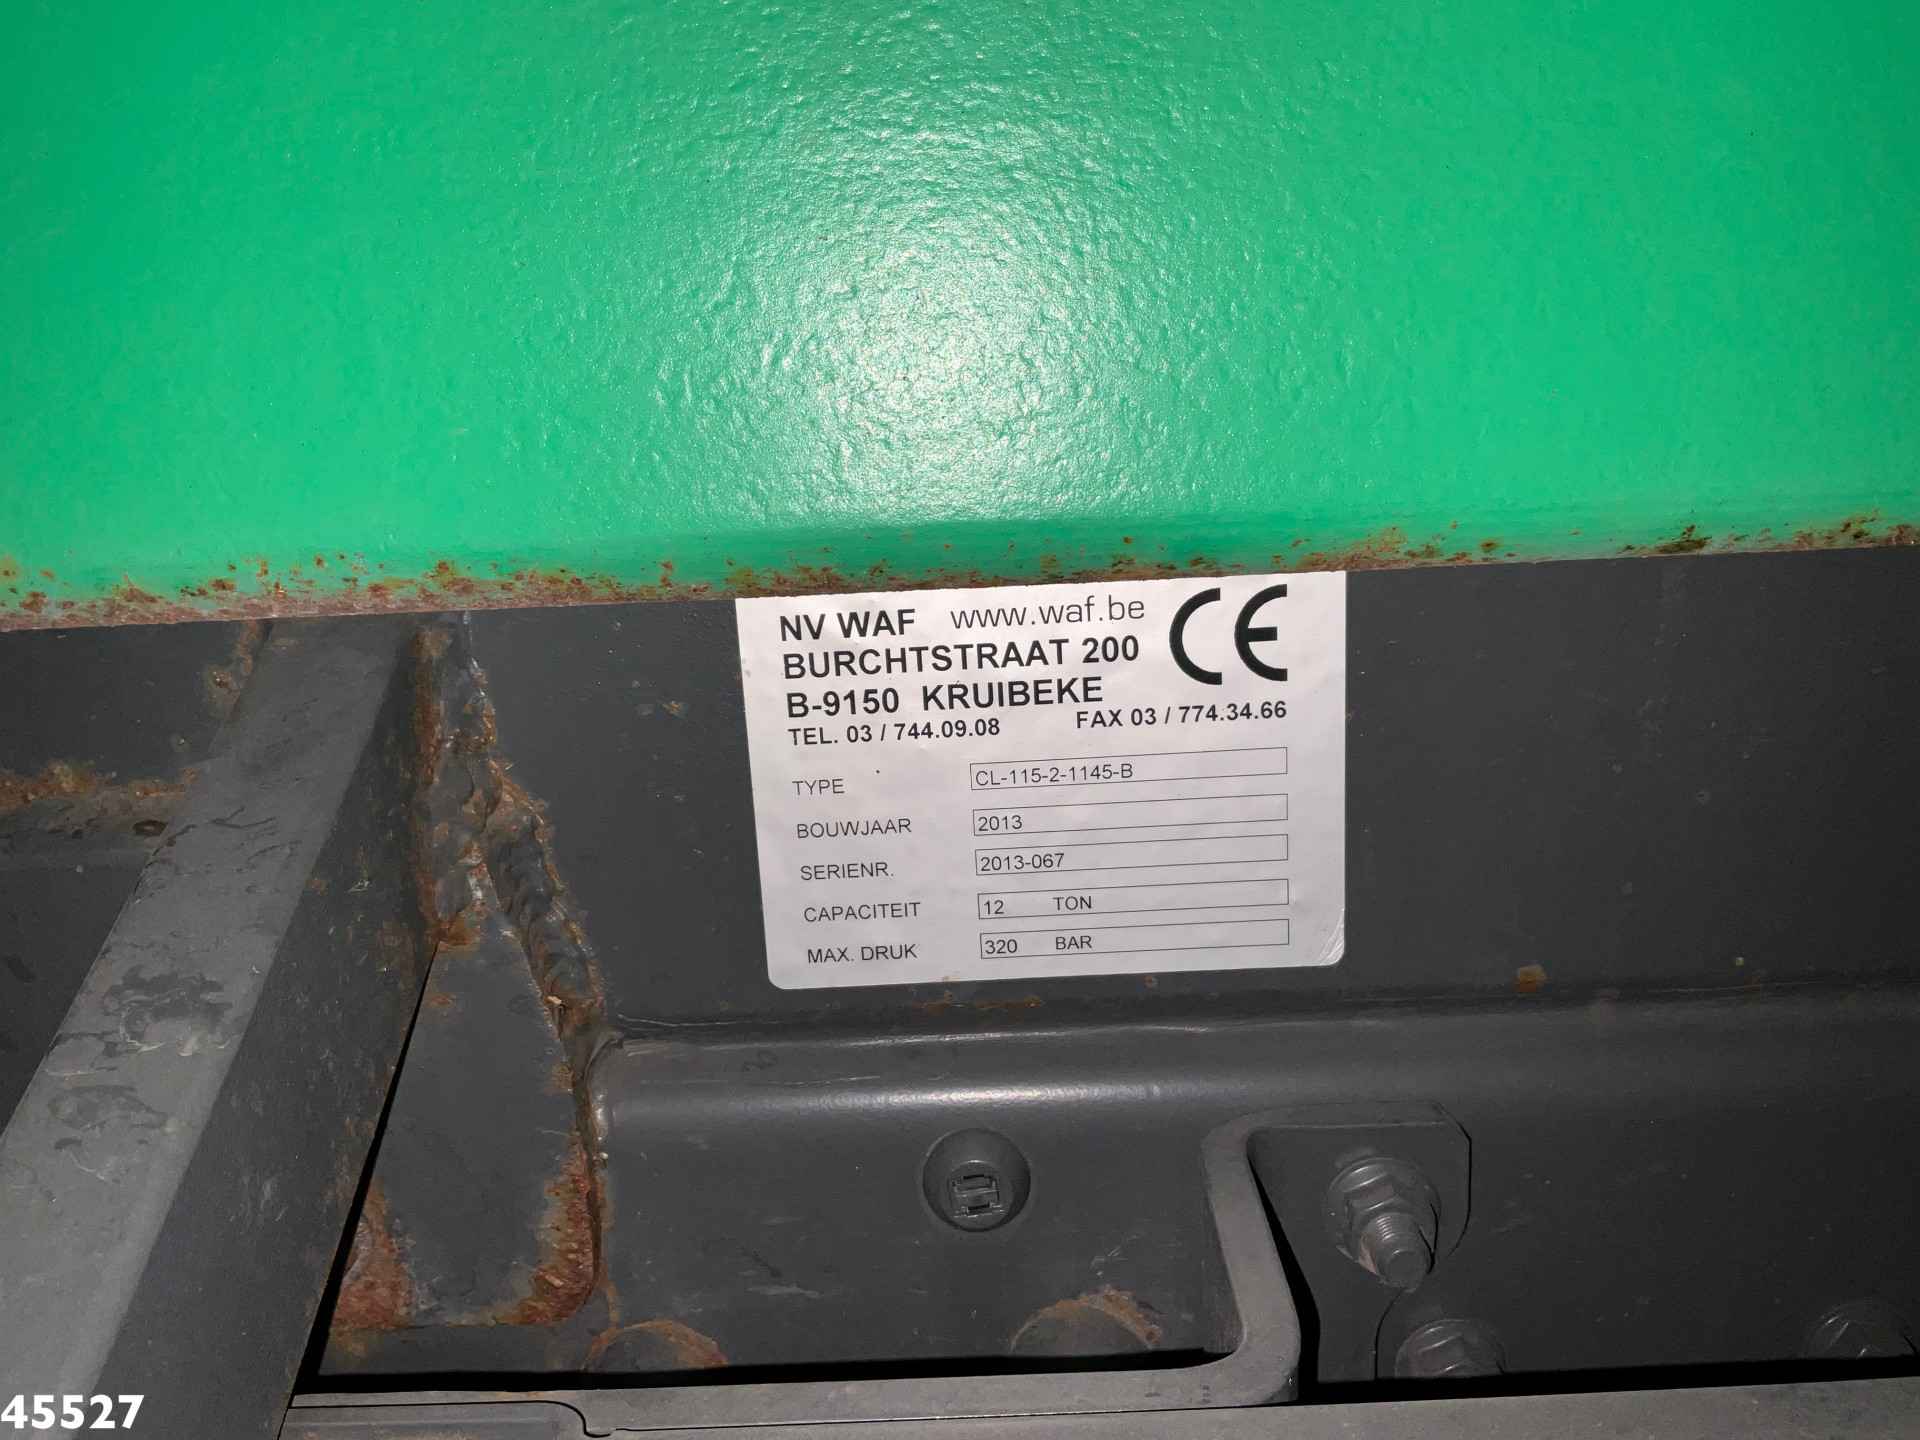 NV WAF www.waf.be CE
BURCHTSTRAAT 200
B-9150 KRUIBEKE
TEL. 03 / 744.09.08 FAX 03 / 774.34.66
TYPE CL-115-2-1145-B
BOUWJAAR 2013
SERIENR. 2013-067
CAPACITEIT 12 TON
MAX. DRUK 320 BAR
45527